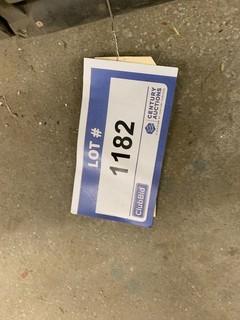 LOT #
1182
CENTURY
AUCTIONS
ClubBid